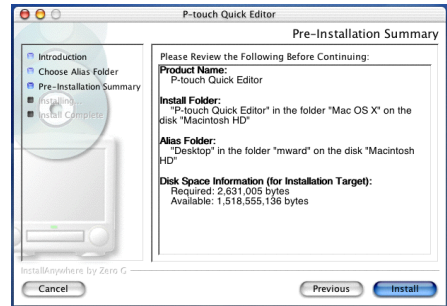 P-touch Quick Editor
Pre-Installation Summary
Introduction
Choose Alias Folder
Pre-Installation Summary
Installing...
Install Complete
Please Review the Following Before Continuing:
Product Name:
P-touch Quick Editor
Install Folder:
"P-touch Quick Editor" in the folder "Mac OS X" on the
disk "Macintosh HD"
Alias Folder:
"Desktop" in the folder "mward" on the disk "Macintosh
HD"
Disk Space Information (for Installation Target):
Required: 2,631,005 bytes
Available: 1,518,555,136 bytes
InstallAnywhere by Zero G
Cancel
Previous
Install